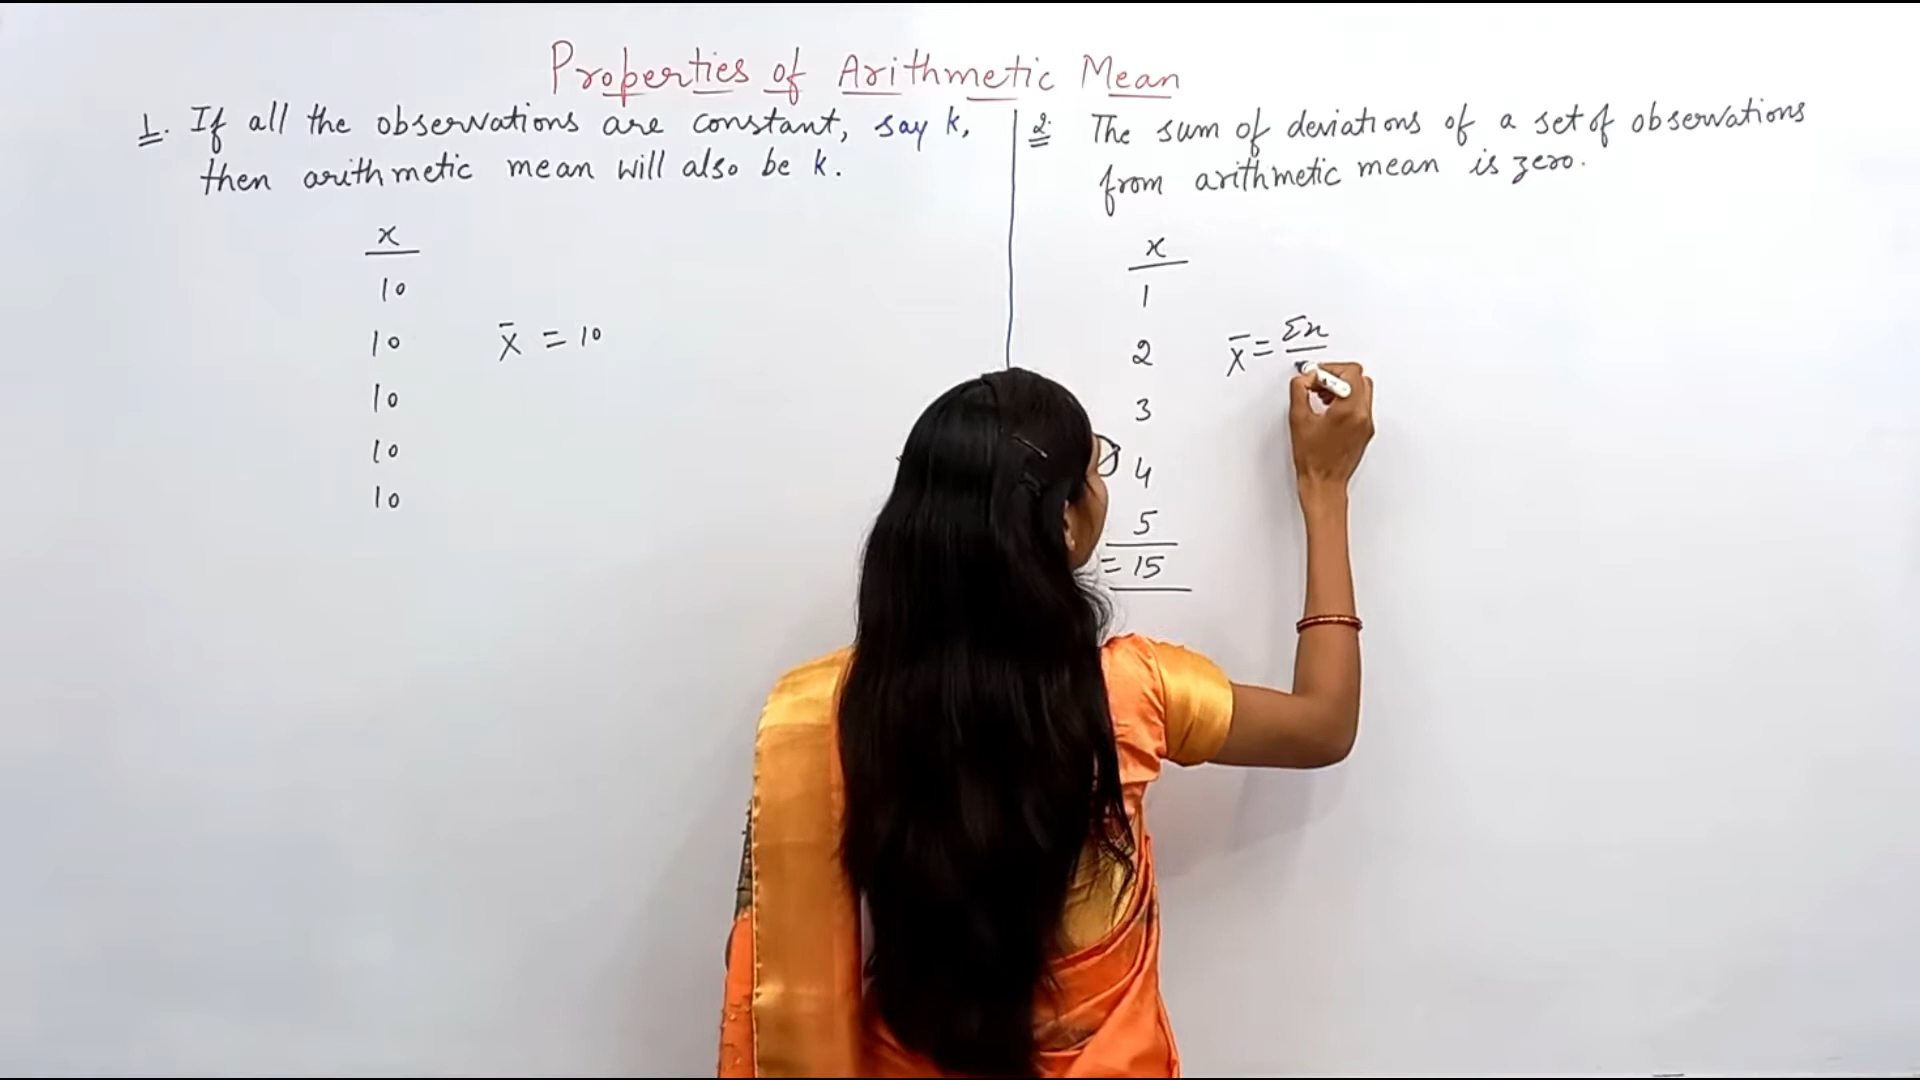 Properties of Arithmetic Mean
1. If all the observations are constant, say k,
then arithmetic mean will also be k.
x
10
10
10
10
10
x̄ = 10
2. The sum of deviations of a set of observations
from arithmetic mean is zero.
x
1
2
3
4
5
= 15
x̄ = Σx